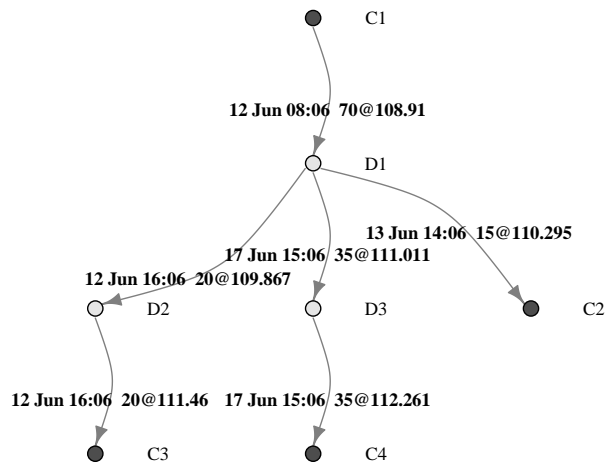 C1
12 Jun 08:06 70@108.91
D1
13 Jun 14:06 15@110.295
17 Jun 15:06 35@111.011
12 Jun 16:06 20@109.867
D2
D3
C2
12 Jun 16:06 20@111.46
17 Jun 15:06 35@112.261
C3
C4